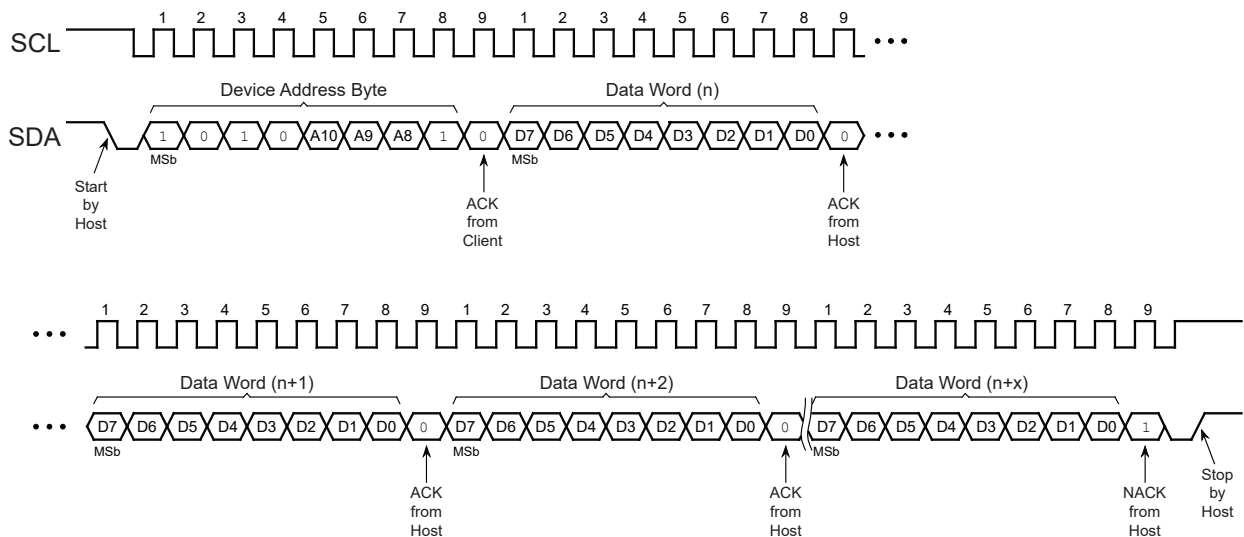 1 2 3 4 5 6 7 8 9 1 2 3 4 5 6 7 8 9
SCL
Device Address Byte Data Word (n)
SDA 1 0 1 0 A10 A9 A8 1 0 D7 D6 D5 D4 D3 D2 D1 D0 0
MSb MSb
Start
by
Host
ACK
from
Client
ACK
from
Host
1 2 3 4 5 6 7 8 9 1 2 3 4 5 6 7 8 9 1 2 3 4 5 6 7 8 9
Data Word (n+1) Data Word (n+2) Data Word (n+x)
D7 D6 D5 D4 D3 D2 D1 D0 0 D7 D6 D5 D4 D3 D2 D1 D0 0 D7 D6 D5 D4 D3 D2 D1 D0 1
MSb MSb MSb
ACK
from
Host
ACK
from
Host
NACK
from
Host
Stop
by
Host